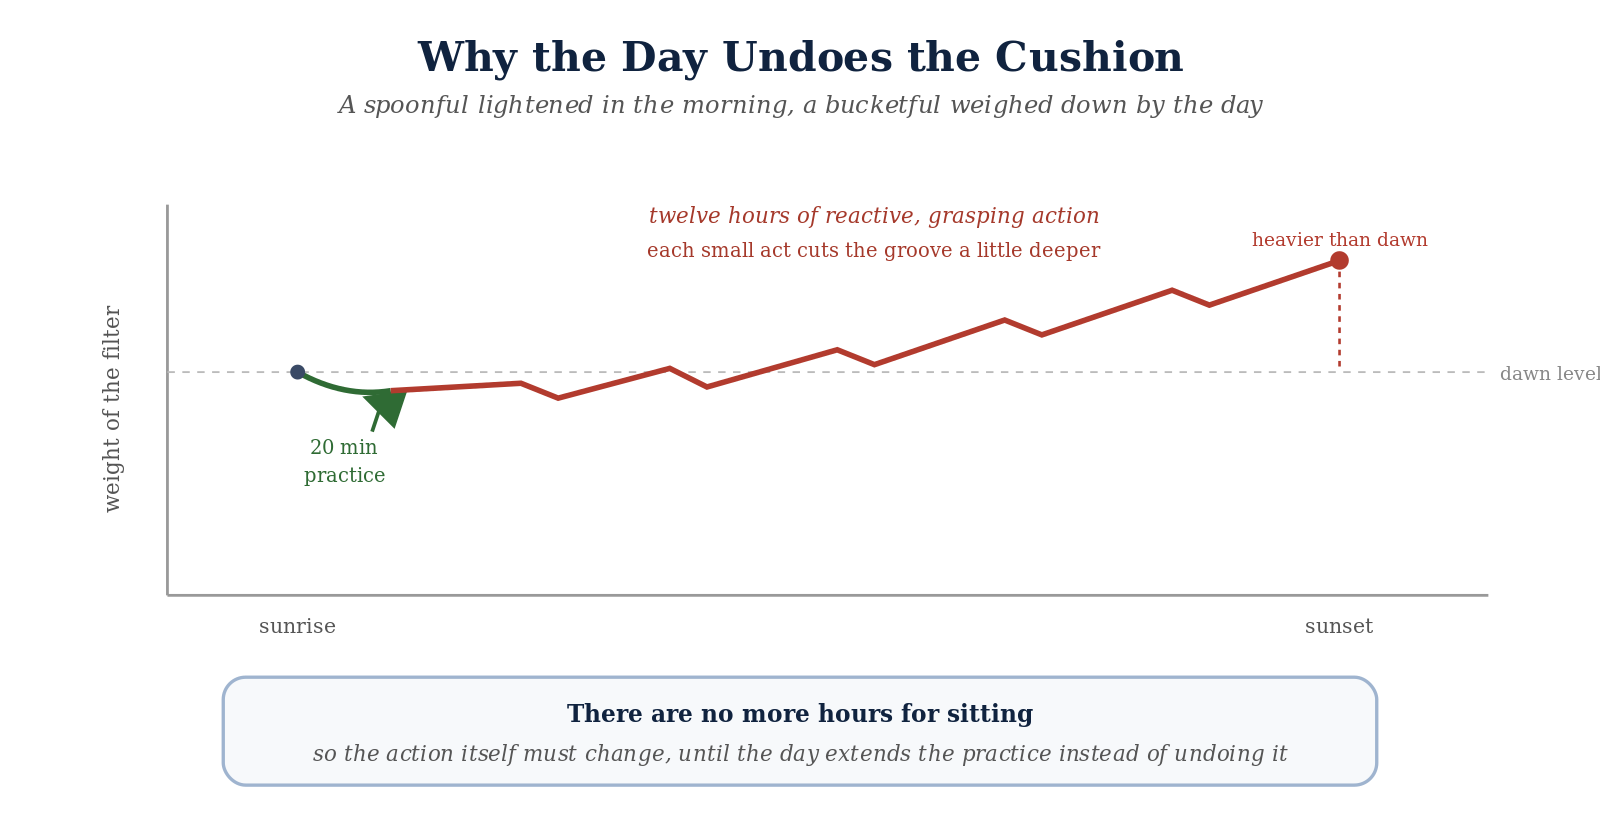 Why the Day Undoes the Cushion
A spoonful lightened in the morning, a bucketful weighed down by the day
twelve hours of reactive, grasping action
each small act cuts the groove a little deeper
heavier than dawn
weight of the filter
dawn level
20 min
practice
sunrise
sunset
There are no more hours for sitting
so the action itself must change, until the day extends the practice instead of undoing it